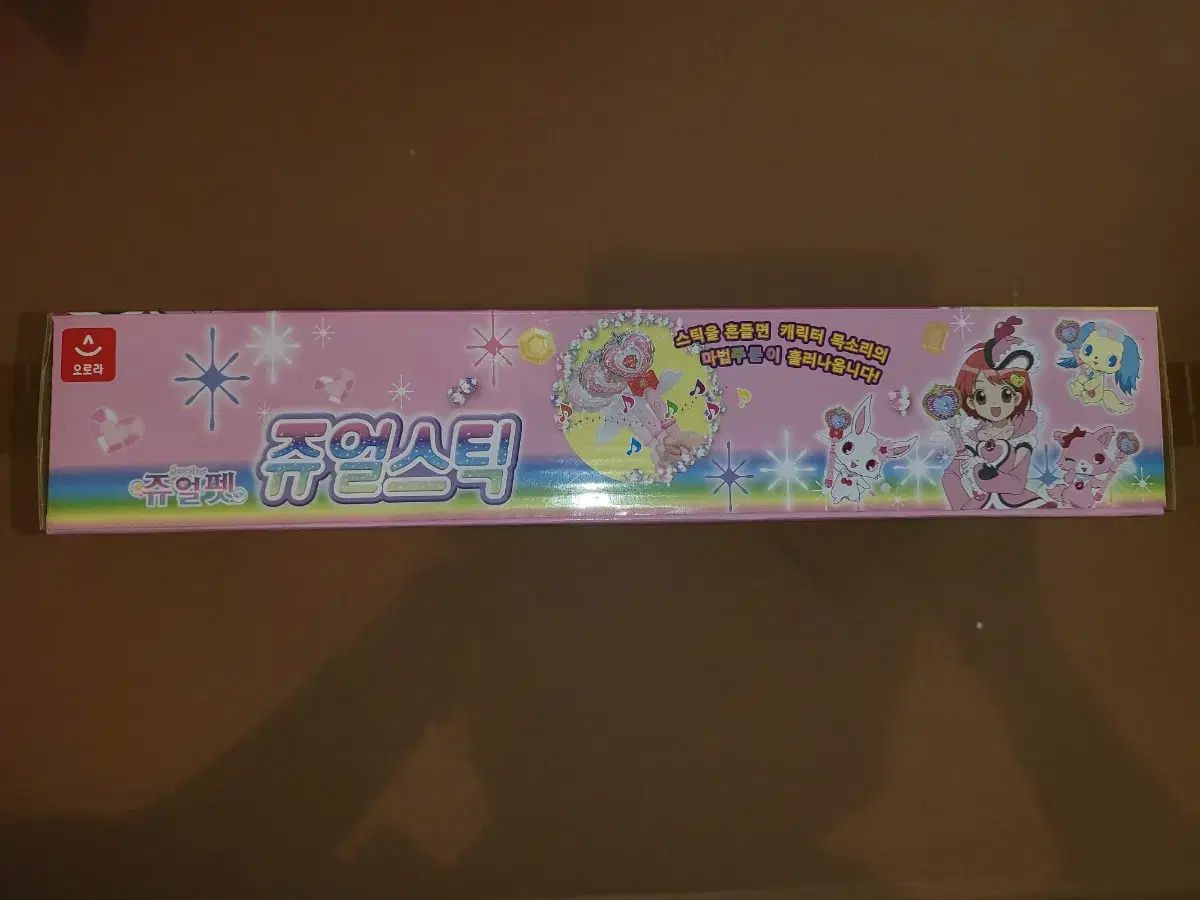 오로라
스틱을 흔들면 캐릭터 목소리의
마법주문이 흘러나옵니다!
쥬얼펫
쥬얼스틱